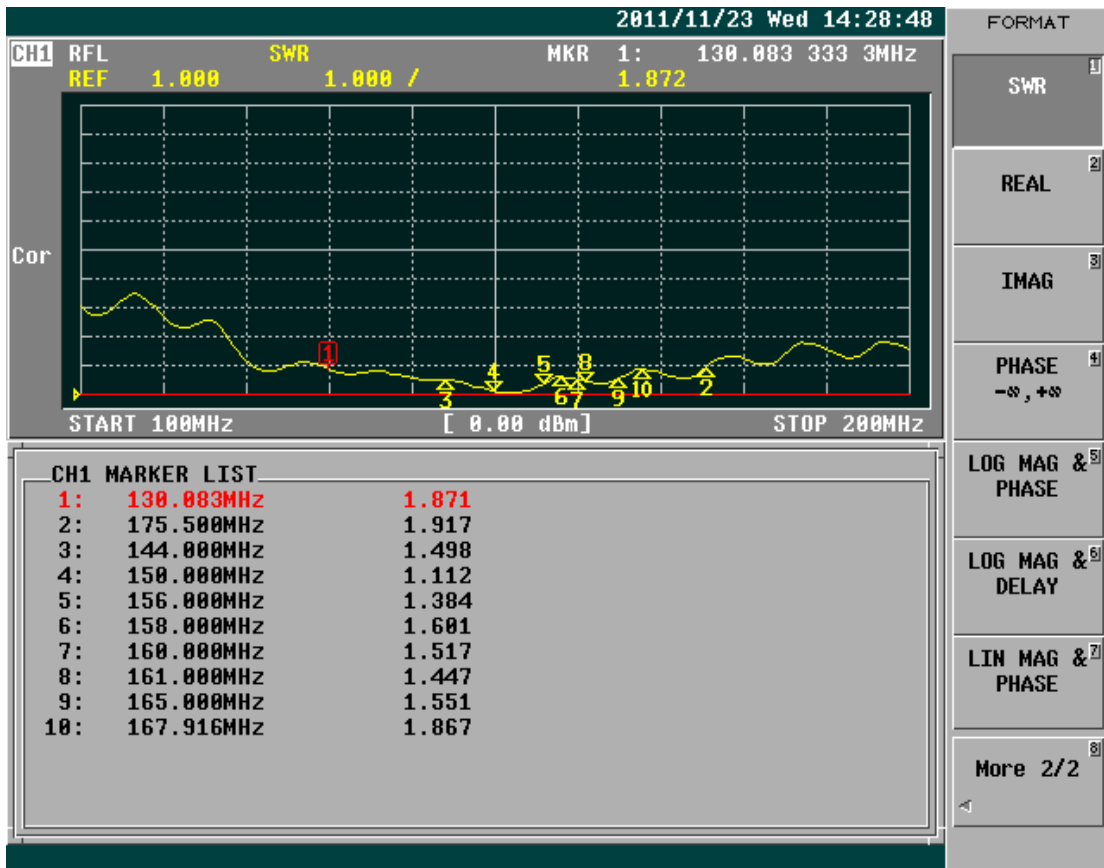 2011/11/23 Wed 14:28:48
CH1 RFL SWR MKR 1: 130.083 333 3MHz
REF 1.000 1.000 / 1.872
Cor
1
2
3
4
5
6
7
8
9
10
START 100MHz [ 0.00 dBm] STOP 200MHz
CH1 MARKER LIST
1: 130.083MHz 1.871
2: 175.500MHz 1.917
3: 144.000MHz 1.498
4: 150.000MHz 1.112
5: 156.000MHz 1.384
6: 158.000MHz 1.601
7: 160.000MHz 1.517
8: 161.000MHz 1.447
9: 165.000MHz 1.551
10: 167.916MHz 1.867
FORMAT
1
SWR
2
REAL
3
IMAG
4
PHASE
-∞,+∞
5
LOG MAG &
PHASE
6
LOG MAG &
DELAY
7
LIN MAG &
PHASE
8
More 2/2